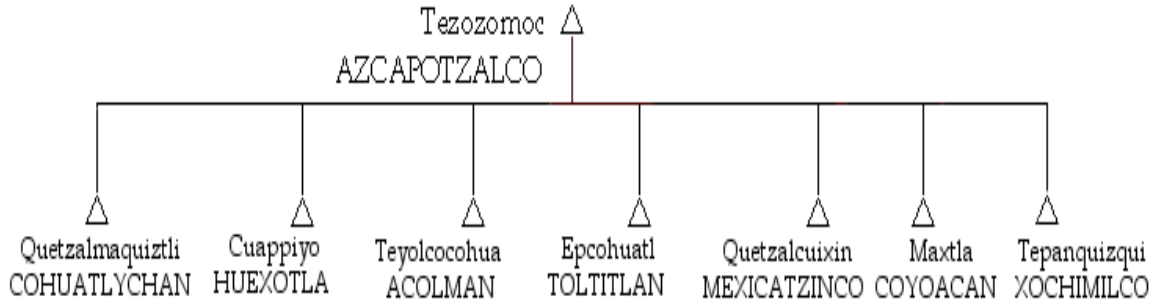 Tezozomoc
AZCAPOTZALCO
Quetzalmaquiztli
COHUATLYCHAN
Cuappiyo
HUEXOTLA
Teyolcocohua
ACOLMAN
Epcohuatl
TOLTITLAN
Quetzalcuixin
MEXICATZINCO
Maxtla
COYOACAN
Tepanquizqui
XOCHIMILCO